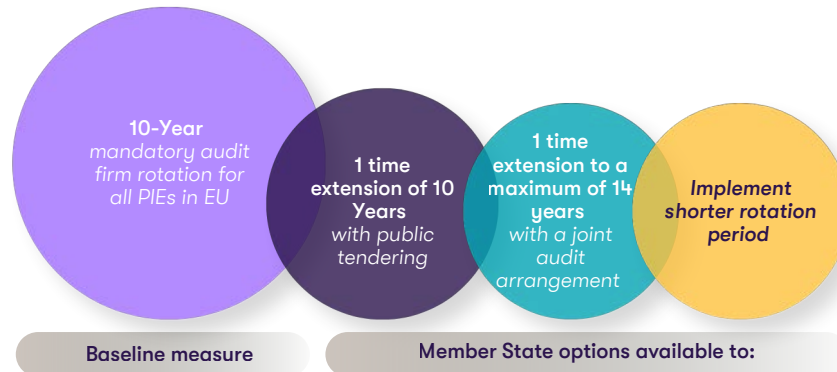 10-Year
mandatory audit
firm rotation for
all PIEs in EU
1 time
extension of 10
Years
with public
tendering
1 time
extension to a
maximum of 14
years
with a joint
audit
arrangement
Implement
shorter rotation
period
Baseline measure
Member State options available to: